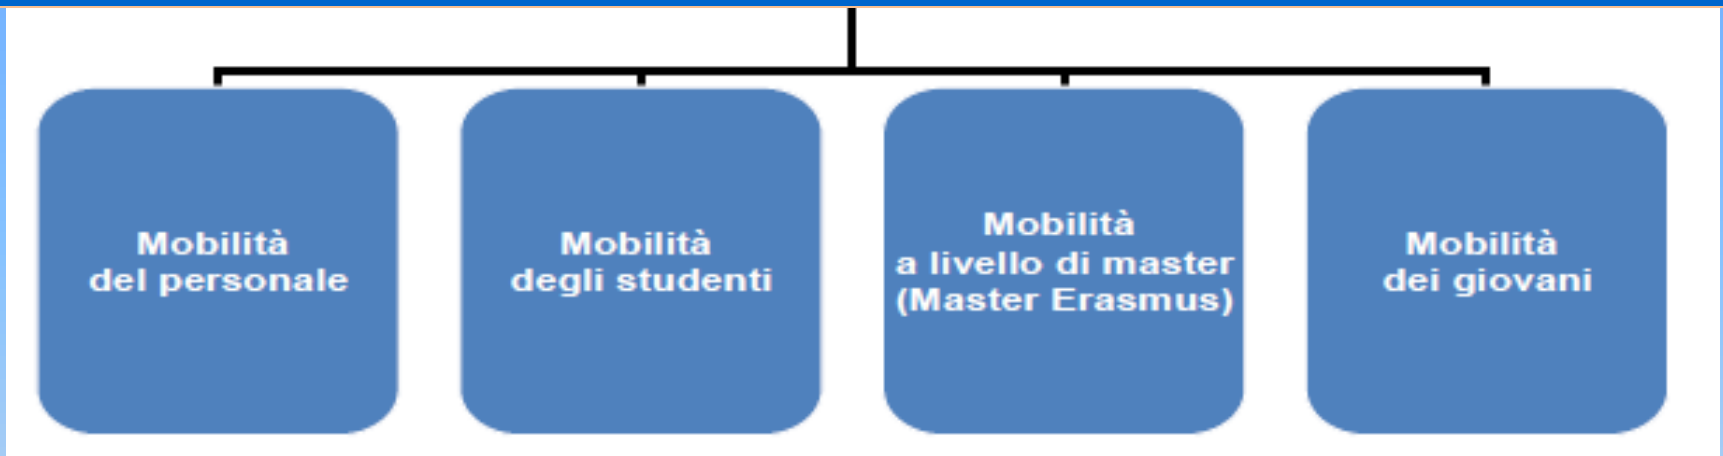 Mobilità
del personale
Mobilità
degli studenti
Mobilità
a livello di master
(Master Erasmus)
Mobilità
dei giovani